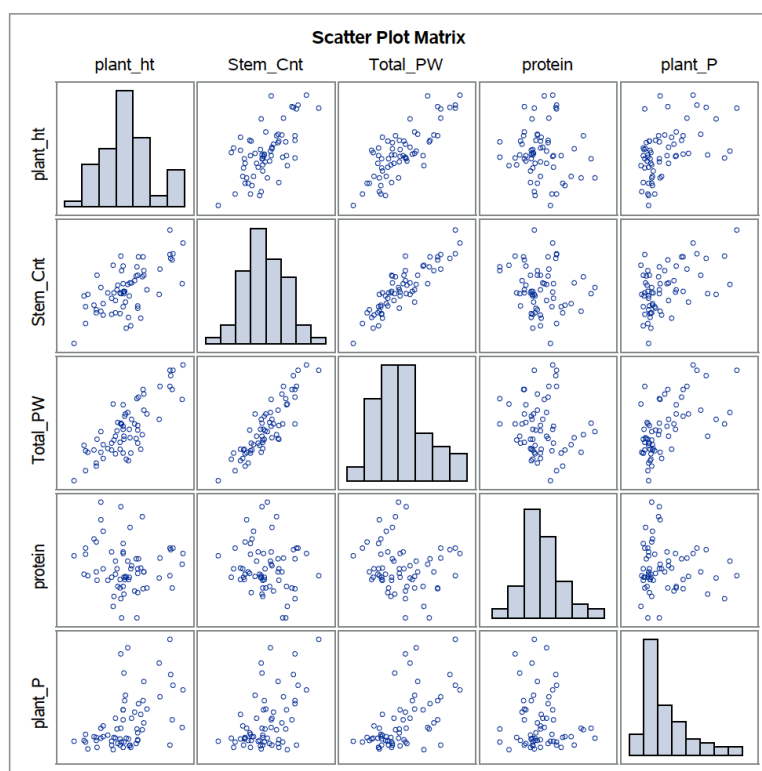 Scatter Plot Matrix
plant_ht Stem_Cnt Total_PW protein plant_P
plant_ht
Stem_Cnt
Total_PW
protein
plant_P